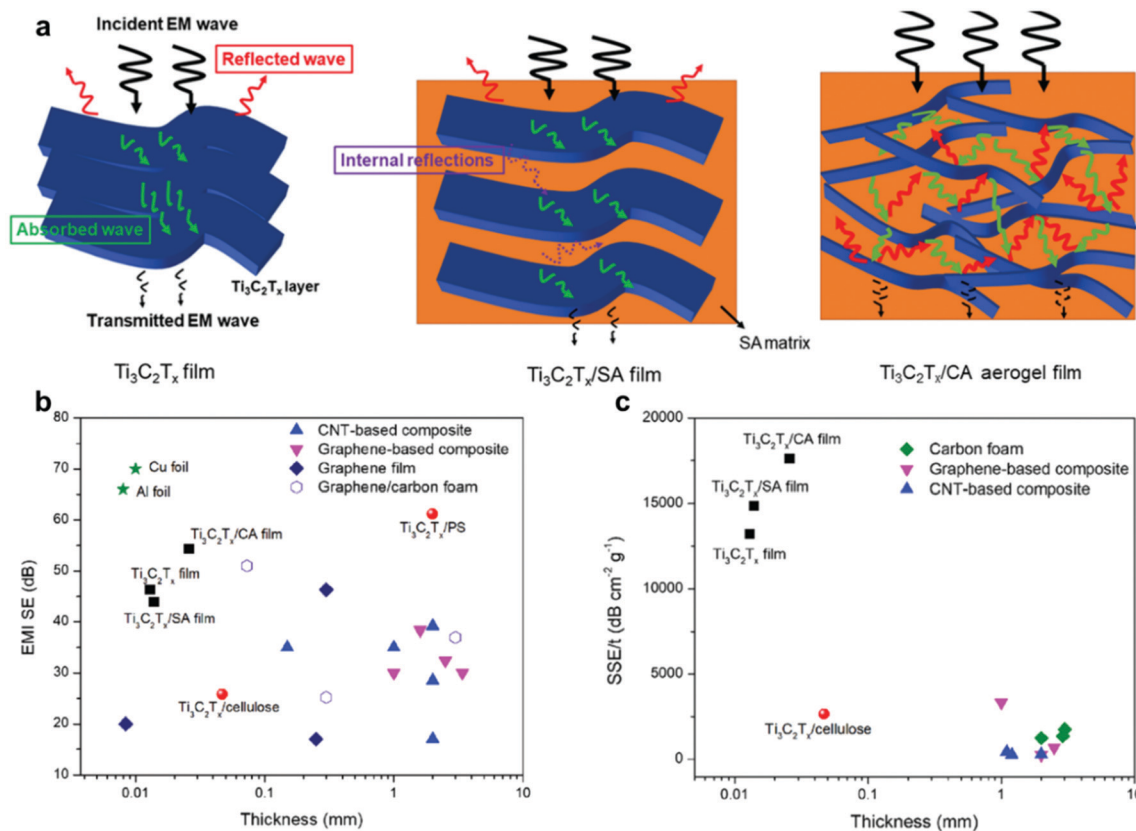 a
Incident EM wave
Reflected wave
Absorbed wave
Ti₃C₂Tₓ layer
Transmitted EM wave
Ti₃C₂Tₓ film
Internal reflections
SA matrix
Ti₃C₂Tₓ/SA film
Ti₃C₂Tₓ/CA aerogel film
b
80
70
60
50
40
30
20
10
EMI SE (dB)
CNT-based composite
Graphene-based composite
Graphene film
Graphene/carbon foam
Cu foil
Al foil
Ti₃C₂Tₓ/CA film
Ti₃C₂Tₓ film
Ti₃C₂Tₓ/SA film
Ti₃C₂Tₓ/PS
Ti₃C₂Tₓ/cellulose
0.01 0.1 1 10
Thickness (mm)
c
20000
15000
10000
5000
0
SSE/t (dB cm⁻² g⁻¹)
Ti₃C₂Tₓ/CA film
Ti₃C₂Tₓ/SA film
Ti₃C₂Tₓ film
Carbon foam
Graphene-based composite
CNT-based composite
Ti₃C₂Tₓ/cellulose
0.01 0.1 1 10
Thickness (mm)